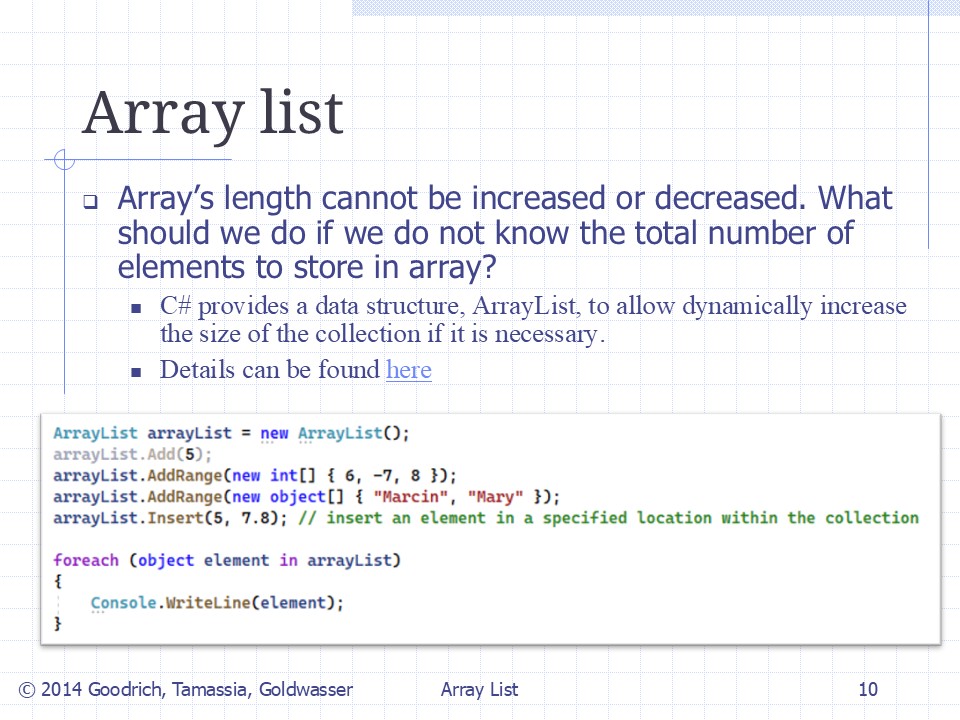 Array list
Array’s length cannot be increased or decreased. What
should we do if we do not know the total number of
elements to store in array?
C# provides a data structure, ArrayList, to allow dynamically increase
the size of the collection if it is necessary.
Details can be found here
ArrayList arrayList = new ArrayList();
arrayList.Add(5);
arrayList.AddRange(new int[] { 6, -7, 8 });
arrayList.AddRange(new object[] { "Marcin", "Mary" });
arrayList.Insert(5, 7.8); // insert an element in a specified location within the collection
foreach (object element in arrayList)
{
Console.WriteLine(element);
}
© 2014 Goodrich, Tamassia, Goldwasser
Array List
10